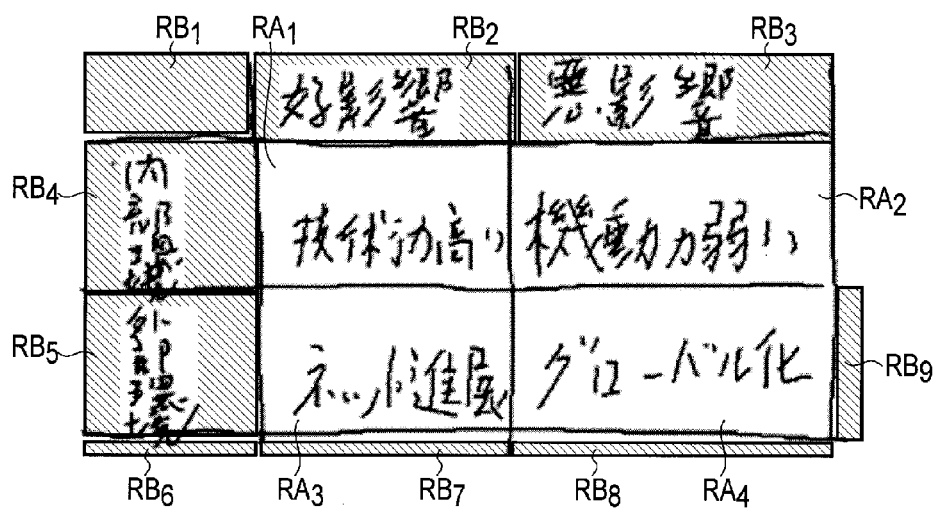 RB1 RA1 RB2 RB3
好影響 悪影響
RB4 内部環境 RA2
技術力高い 機動力弱い
RB5 外部環境 RB9
ネット進展 グローバル化
RB6 RA3 RB7 RB8 RA4